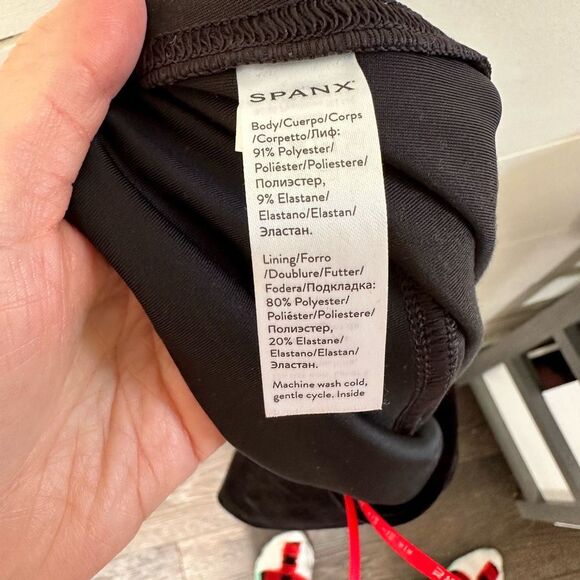 SPANX
Body/Cuerpo/Corps
/Corpetto/Лиф:
91% Polyester/
Poliéster/Poliestere/
Полиэстер,
9% Elastane/
Elastano/Elastan/
Эластан.
Lining/Forro
/Doublure/Futter/
Fodera/Подкладка:
80% Polyester/
Poliéster/Poliestere/
Полиэстер,
20% Elastane/
Elastano/Elastan/
Эластан.
Machine wash cold,
gentle cycle. Inside